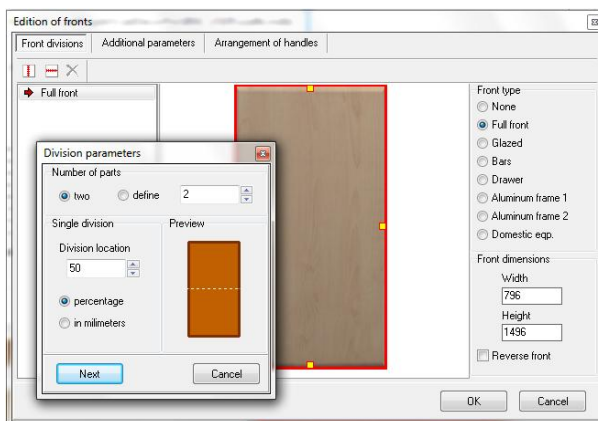 Edition of fronts
Front divisions
Additional parameters
Arrangement of handles
Full front
Front type
None
Full front
Glazed
Bars
Drawer
Aluminum frame 1
Aluminum frame 2
Domestic eqp.
Front dimensions
Width
796
Height
1496
Reverse front
OK
Cancel
Division parameters
Number of parts
two
define
2
Single division
Preview
Division location
50
percentage
in milimeters
Next
Cancel